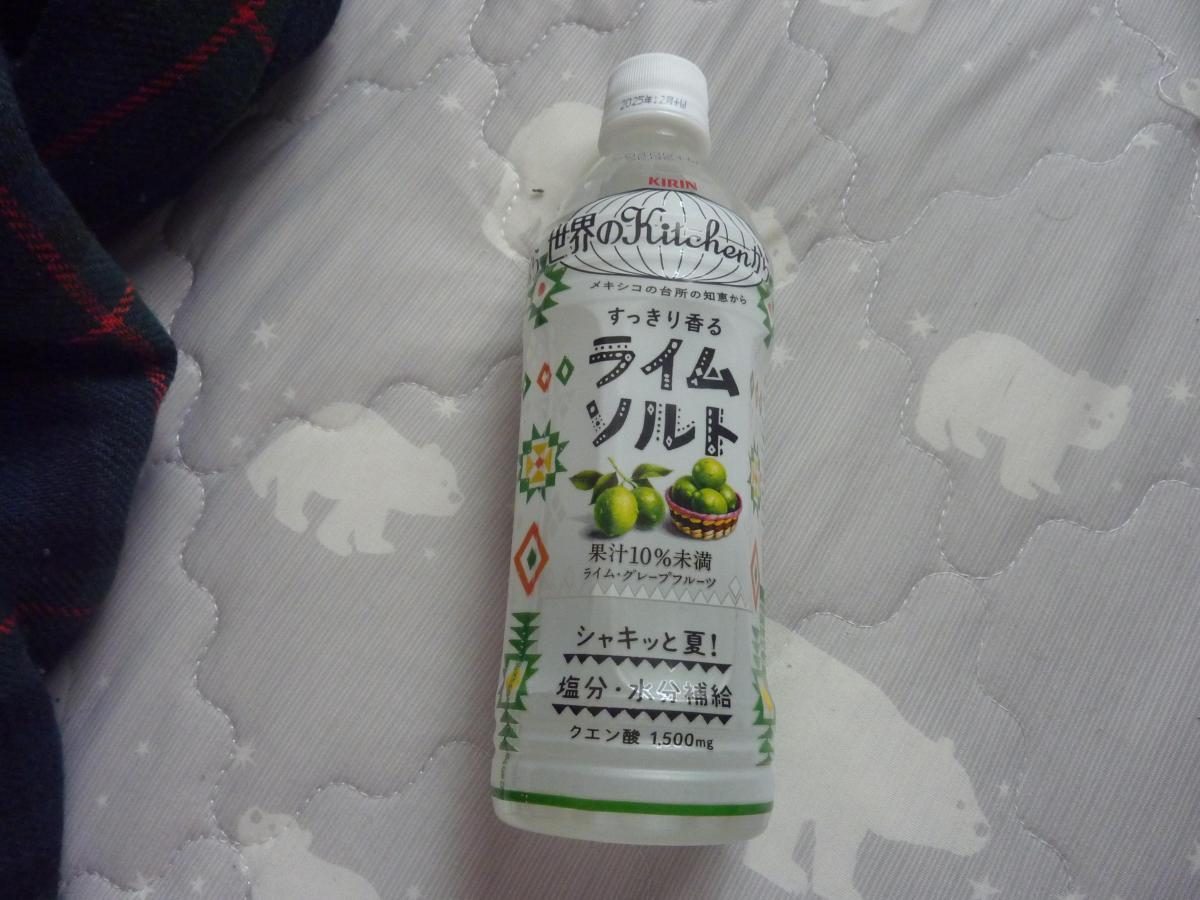 2025年12月+W
KIRIN
世界のKitchenから
メキシコの台所の知恵から
すっきり香る
ライム
ソルト
果汁10%未満
ライム・グレープフルーツ
シャキッと夏!
塩分・水分補給
クエン酸 1,500mg